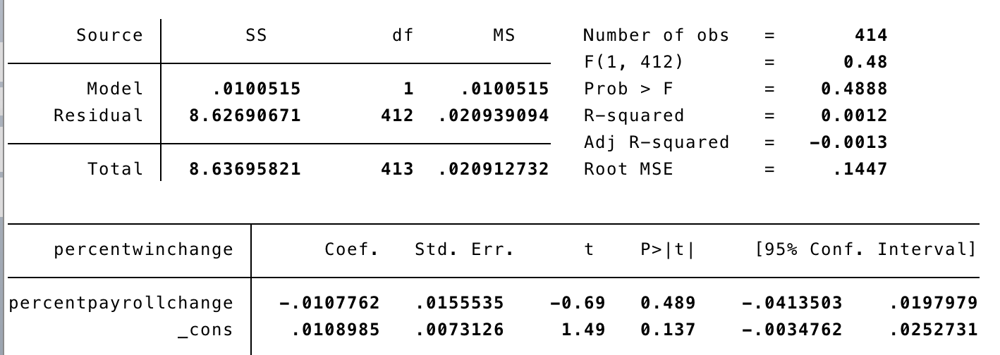 Source SS df MS Number of obs = 414
F(1, 412) = 0.48
Model .0100515 1 .0100515 Prob > F = 0.4888
Residual 8.62690671 412 .020939094 R-squared = 0.0012
Adj R-squared = -0.0013
Total 8.63695821 413 .020912732 Root MSE = .1447
percentwinchange Coef. Std. Err. t P>|t| [95% Conf. Interval]
percentpayrollchange -.0107762 .0155535 -0.69 0.489 -.0413503 .0197979
_cons .0108985 .0073126 1.49 0.137 -.0034762 .0252731